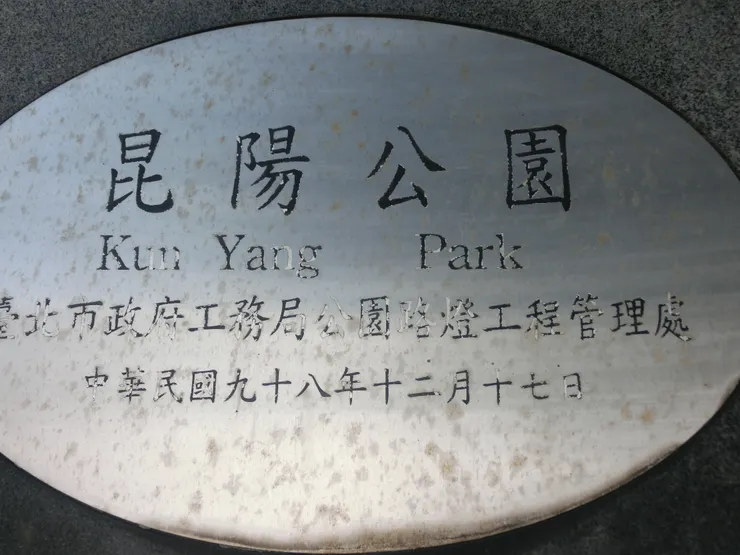 昆陽公園
Kun Yang Park
臺北市政府工務局公園路燈工程管理處
中華民國九十八年十二月十七日